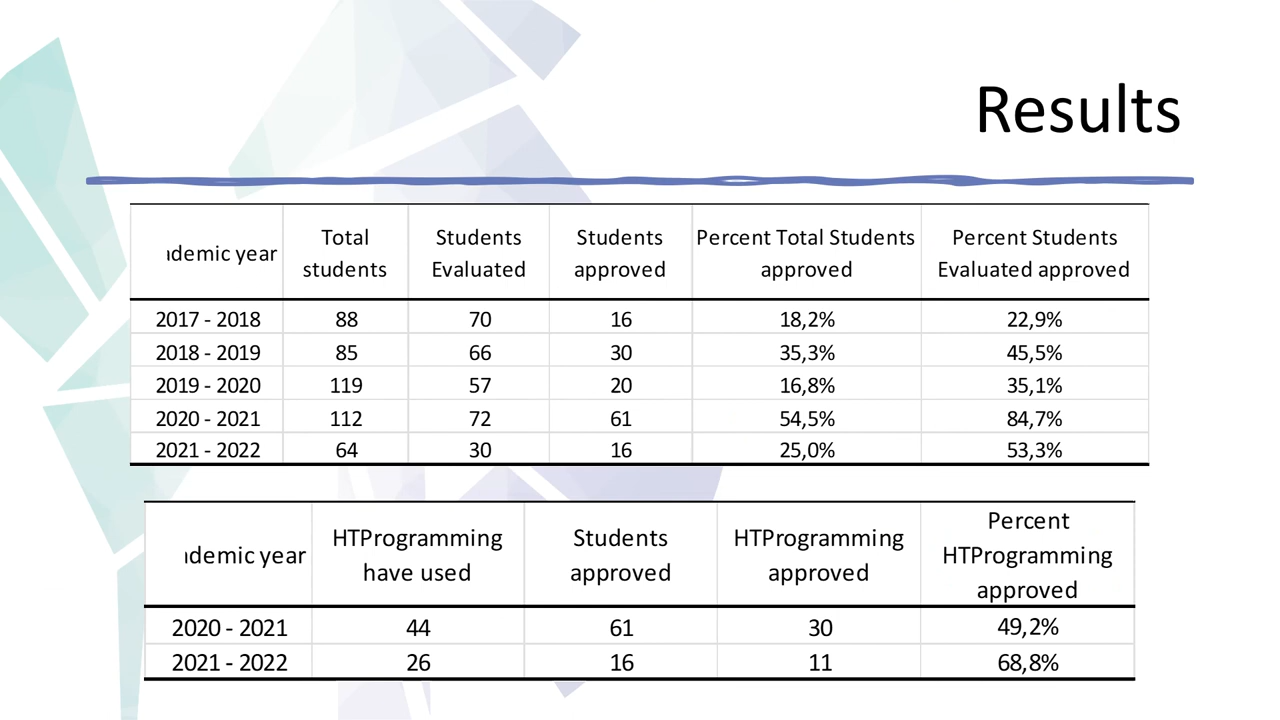 Results
year Total students Students Evaluated Students approved Percent Total Students approved Percent Students Evaluated approved
2017 - 2018 88 70 16 18,2% 22,9%
2018 - 2019 85 66 30 35,3% 45,5%
2019 - 2020 119 57 20 16,8% 35,1%
2020 - 2021 112 72 61 54,5% 84,7%
2021 - 2022 64 30 16 25,0% 53,3%
year HTProgramming have used Students approved HTProgramming approved Percent HTProgramming approved
2020 - 2021 44 61 30 49,2%
2021 - 2022 26 16 11 68,8%